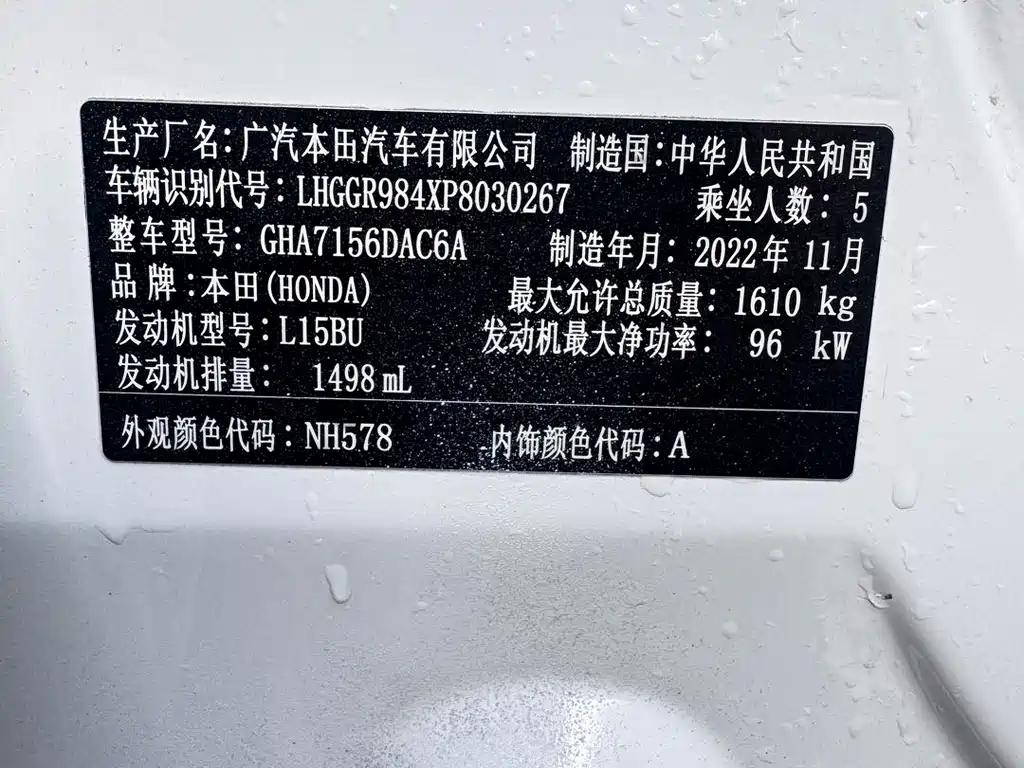 生产厂名：广汽本田汽车有限公司 制造国：中华人民共和国
车辆识别代号：LHGGR984XP8030267 乘坐人数：5
整车型号：GHA7156DAC6A 制造年月：2022年11月
品牌：本田(HONDA) 最大允许总质量：1610 kg
发动机型号：L15BU 发动机最大净功率：96 kW
发动机排量：1498 mL
外观颜色代码：NH578 内饰颜色代码：A